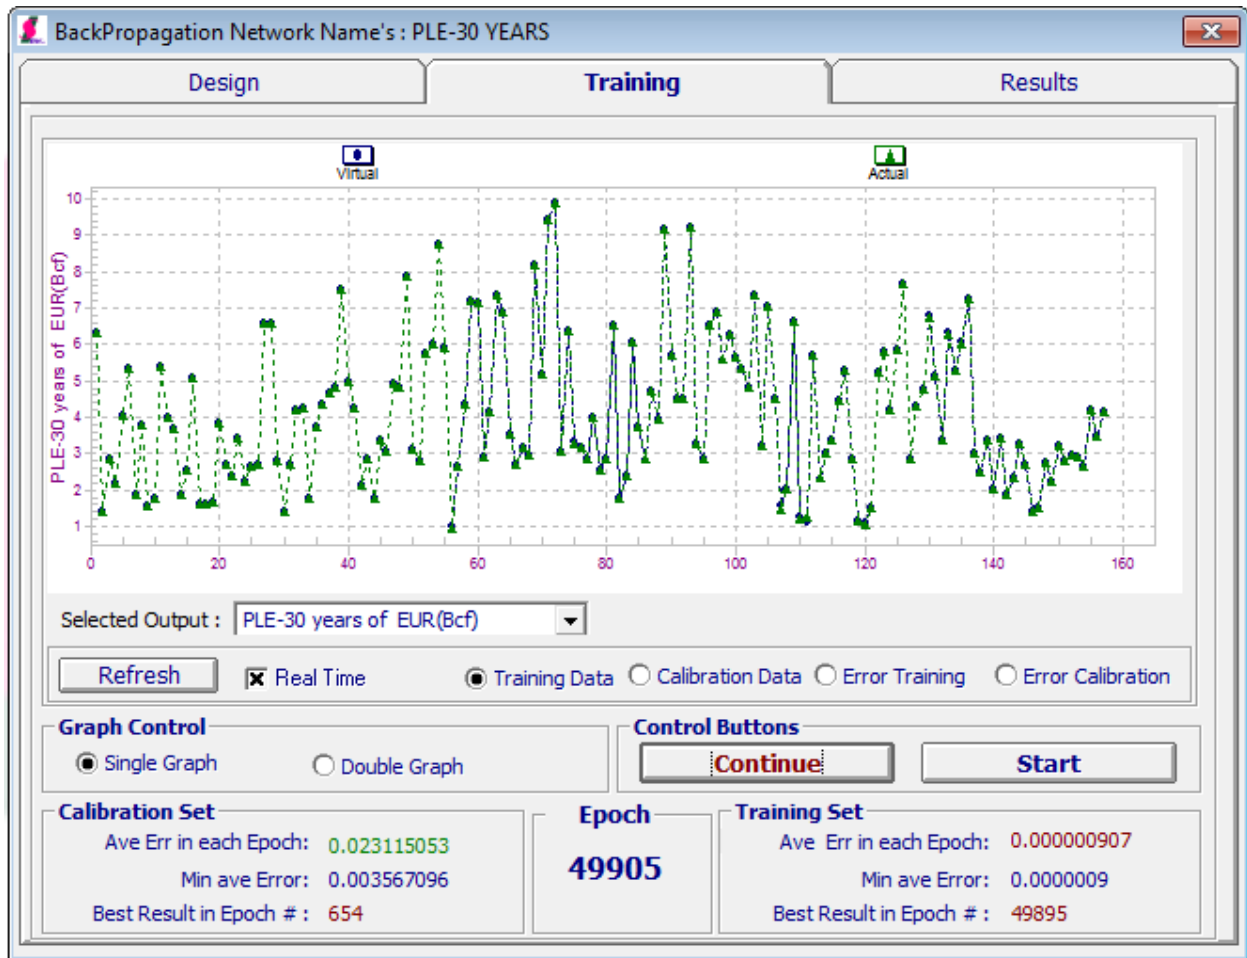 BackPropagation Network Name's : PLE-30 YEARS
Design Training Results
Virtual Actual
PLE-30 years of EUR(Bcf)
10
9
8
7
6
5
4
3
2
1
0 20 40 60 80 100 120 140 160
Selected Output : PLE-30 years of EUR(Bcf)
Refresh Real Time Training Data Calibration Data Error Training Error Calibration
Graph Control
Single Graph Double Graph
Control Buttons
Continue Start
Calibration Set
Ave Err in each Epoch: 0.023115053
Min ave Error: 0.003567096
Best Result in Epoch # : 654
Epoch
49905
Training Set
Ave Err in each Epoch: 0.000000907
Min ave Error: 0.0000009
Best Result in Epoch # : 49895